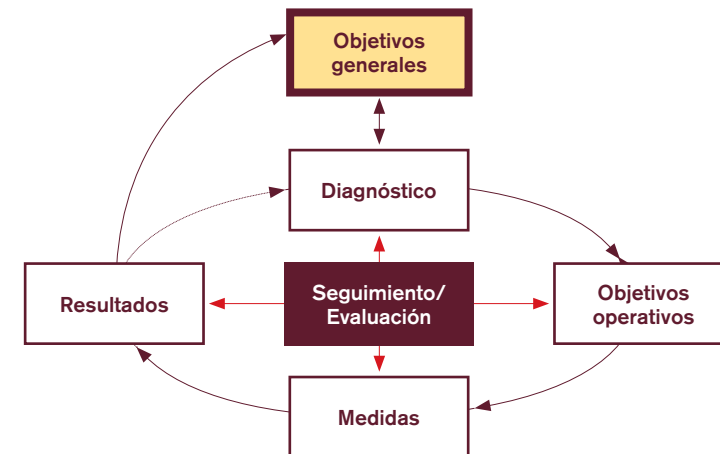 Objetivos
generales
Diagnóstico
Resultados
Seguimiento/
Evaluación
Objetivos
operativos
Medidas